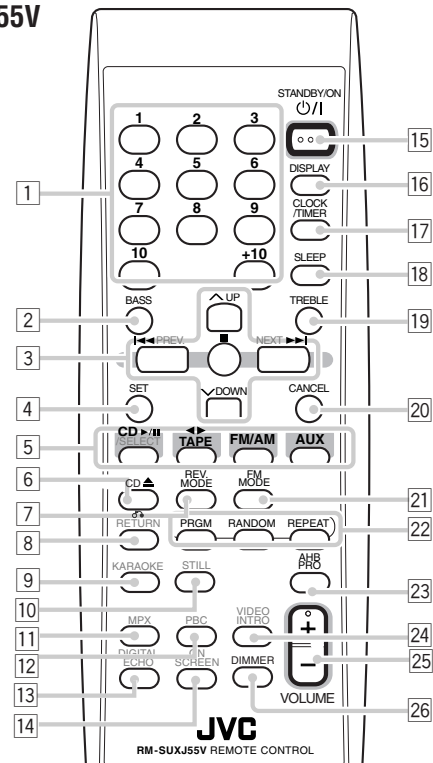 55V
STANDBY/ON
1 2 3
15
DISPLAY
16
4 5 6
1
CLOCK
/TIMER
17
7 8 9
SLEEP
18
10 +10
BASS
UP
TREBLE
2
19
PREV.
NEXT
3
SET
DOWN
CANCEL
4
20
CD
/SELECT
TAPE
FM/AM
AUX
5
6
CD
REV.
MODE
FM
MODE
21
7
RETURN
PRGM
RANDOM
REPEAT
22
8
KARAOKE
STILL
AHB
PRO
9
23
10
MPX
PBC
VIDEO
INTRO
11
24
12
DIGITAL
ECHO
ON
SCREEN
DIMMER
+
−
25
13
14
VOLUME
26
JVC
RM-SUXJ55V REMOTE CONTROL